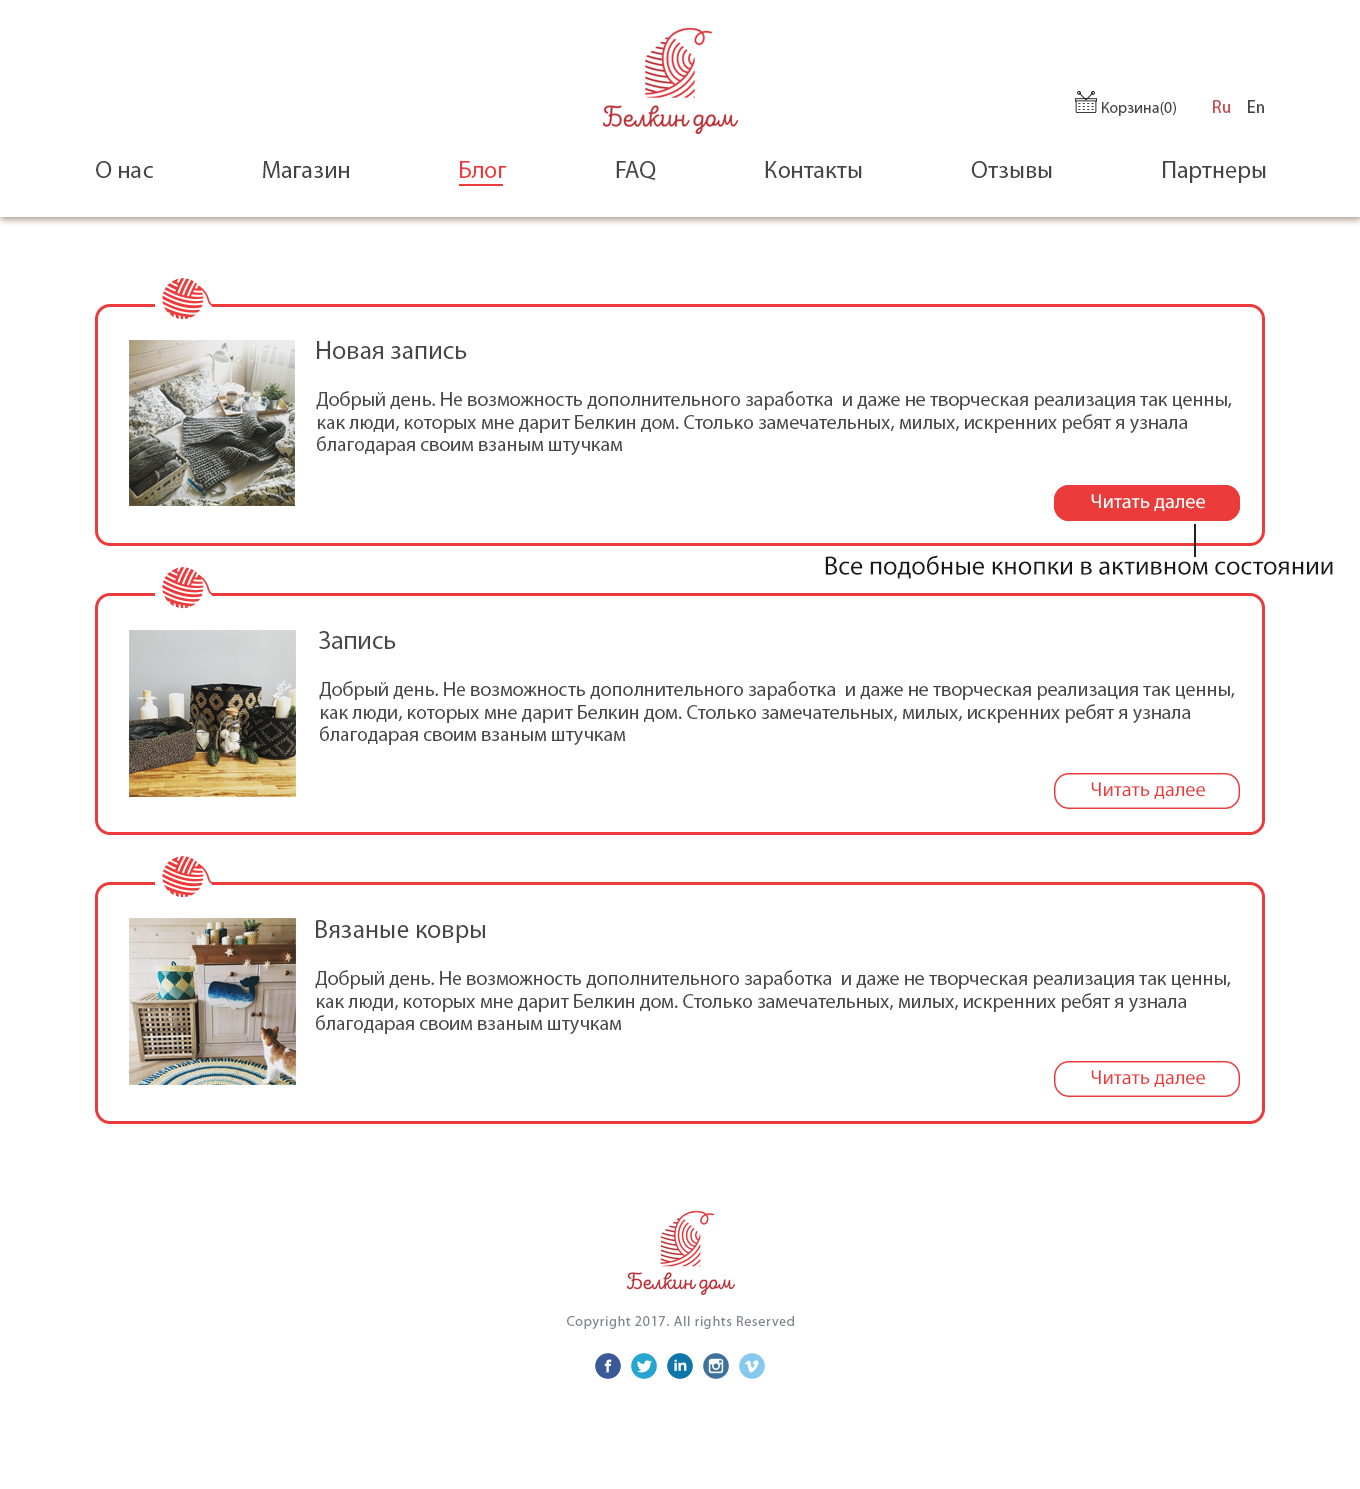 Белкин дом
Корзина(0) Ru En
О нас Магазин Блог FAQ Контакты Отзывы Партнеры
Новая запись
Добрый день. Не возможность дополнительного заработка и даже не творческая реализация так ценны,
как люди, которых мне дарит Белкин дом. Столько замечательных, милых, искренних ребят я узнала
благодарая своим взаным штучкам
Читать далее
Все подобные кнопки в активном состоянии
Запись
Добрый день. Не возможность дополнительного заработка и даже не творческая реализация так ценны,
как люди, которых мне дарит Белкин дом. Столько замечательных, милых, искренних ребят я узнала
благодарая своим взаным штучкам
Читать далее
Вязаные ковры
Добрый день. Не возможность дополнительного заработка и даже не творческая реализация так ценны,
как люди, которых мне дарит Белкин дом. Столько замечательных, милых, искренних ребят я узнала
благодарая своим взаным штучкам
Читать далее
Белкин дом
Copyright 2017. All rights Reserved